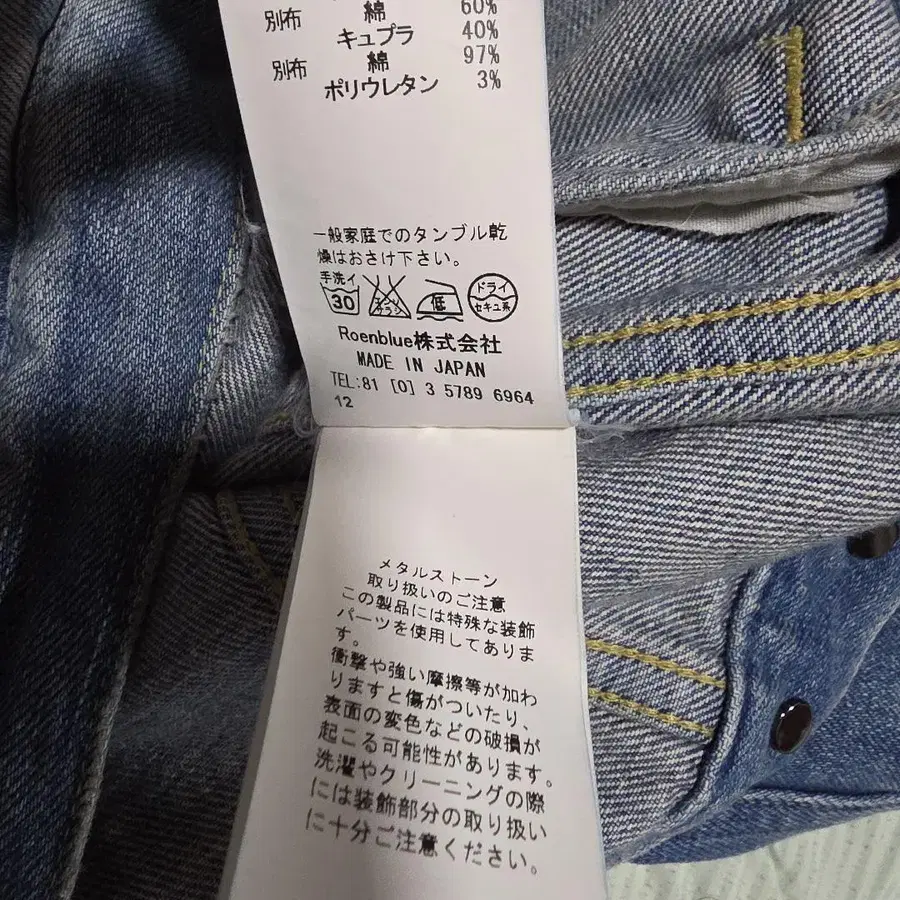 別布 綿 60%
キュプラ 40%
別布 綿 97%
ポリウレタン 3%
一般家庭でのタンブル乾
燥はおさけ下さい。
手洗イ
30
エンソ
サラシ
低
ドライ
セキユ系
Roenblue株式会社
MADE IN JAPAN
TEL:81 [0] 3 5789 6964
12
メタルストーン
取り扱いのご注意
この製品には特殊な装飾
パーツを使用してありま
す。
衝撃や強い摩擦等が加わ
りますと傷がついたり、
表面の変色などの破損が
起こる可能性があります。
洗濯やクリーニングの際
には装飾部分の取り扱い
に十分ご注意ください。